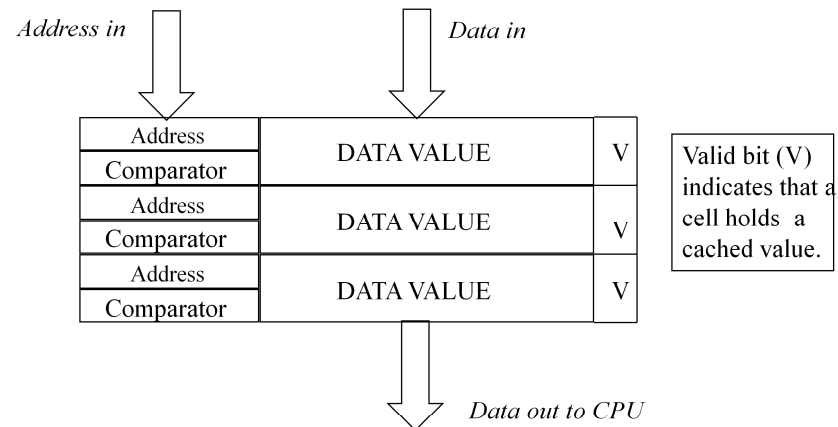 Address in
Data in
Address
Comparator
DATA VALUE
V
Address
Comparator
DATA VALUE
V
Address
Comparator
DATA VALUE
V
Valid bit (V)
indicates that a
cell holds a
cached value.
Data out to CPU